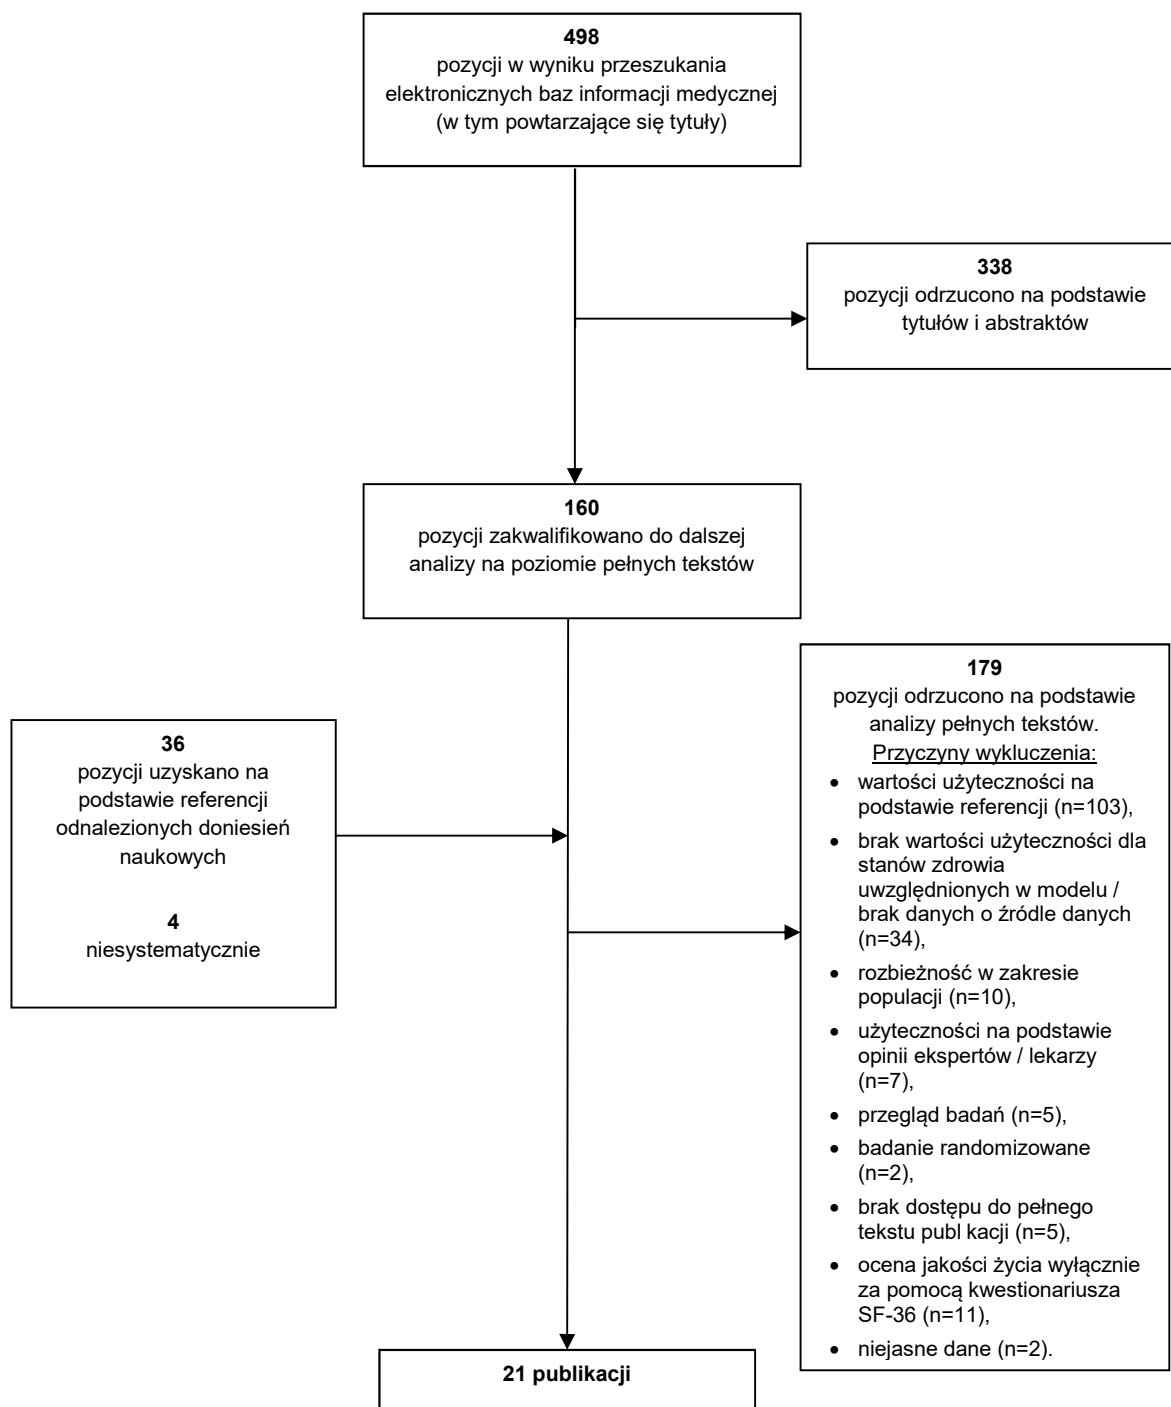 498
pozycji w wyniku przeszukania
elektronicznych baz informacji medycznej
(w tym powtarzające się tytuły)
338
pozycji odrzucono na podstawie
tytułów i abstraktów
160
pozycji zakwalifikowano do dalszej
analizy na poziomie pełnych tekstów
36
pozycji uzyskano na
podstawie referencji
odnalezionych doniesień
naukowych
4
niesystematycznie
179
pozycji odrzucono na podstawie
analizy pełnych tekstów.
Przyczyny wykluczenia:
• wartości użyteczności na
podstawie referencji (n=103),
• brak wartości użyteczności dla
stanów zdrowia
uwzględnionych w modelu /
brak danych o źródle danych
(n=34),
• rozbieżność w zakresie
populacji (n=10),
• użyteczności na podstawie
opinii ekspertów / lekarzy
(n=7),
• przegląd badań (n=5),
• badanie randomizowane
(n=2),
• brak dostępu do pełnego
tekstu publ kacji (n=5),
• ocena jakości życia wyłącznie
za pomocą kwestionariusza
SF-36 (n=11),
• niejasne dane (n=2).
21 publikacji